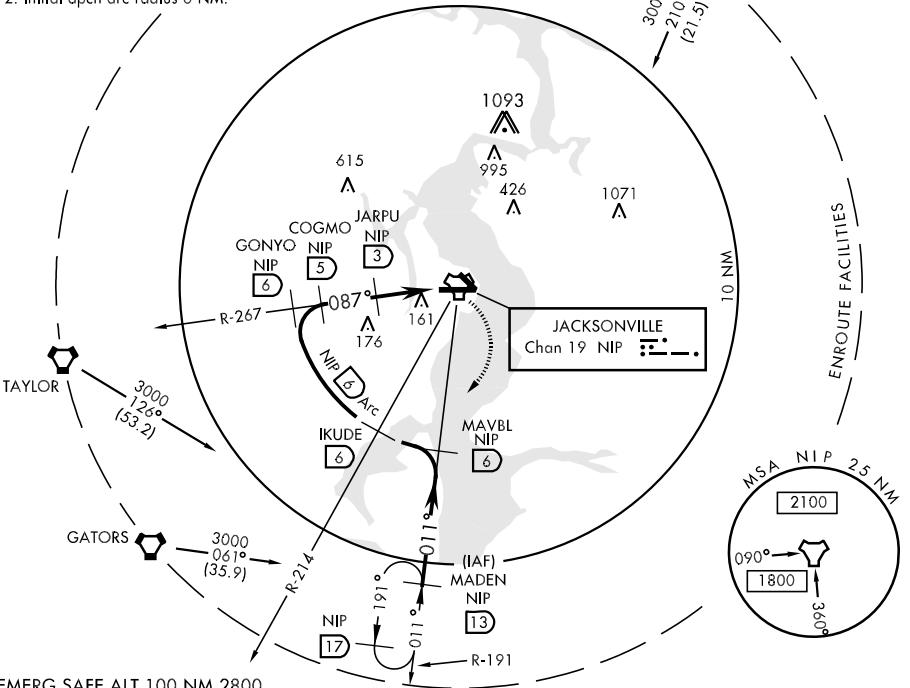 2. Initial upch arc radius 6 NM.
3000
210
(21.5)
1093
995
615
426
1071
GONYO
NIP
6
COGMO
NIP
5
JARPU
NIP
3
087°
R-267
161
176
10 NM
ENROUTE FACILITIES
JACKSONVILLE
Chan 19 NIP
TAYLOR
3000
126°
(53.2)
NIP 6 Arc
IKUDE
6
MAVBL
NIP
6
GATORS
3000
061°
(35.9)
R-214
011°
(IAF)
MADEN
NIP
13
191°
011°
NIP
17
R-191
MSA NIP 25 NM
2100
090°
1800
360°
EMERG SAFE ALT 100 NM 2800